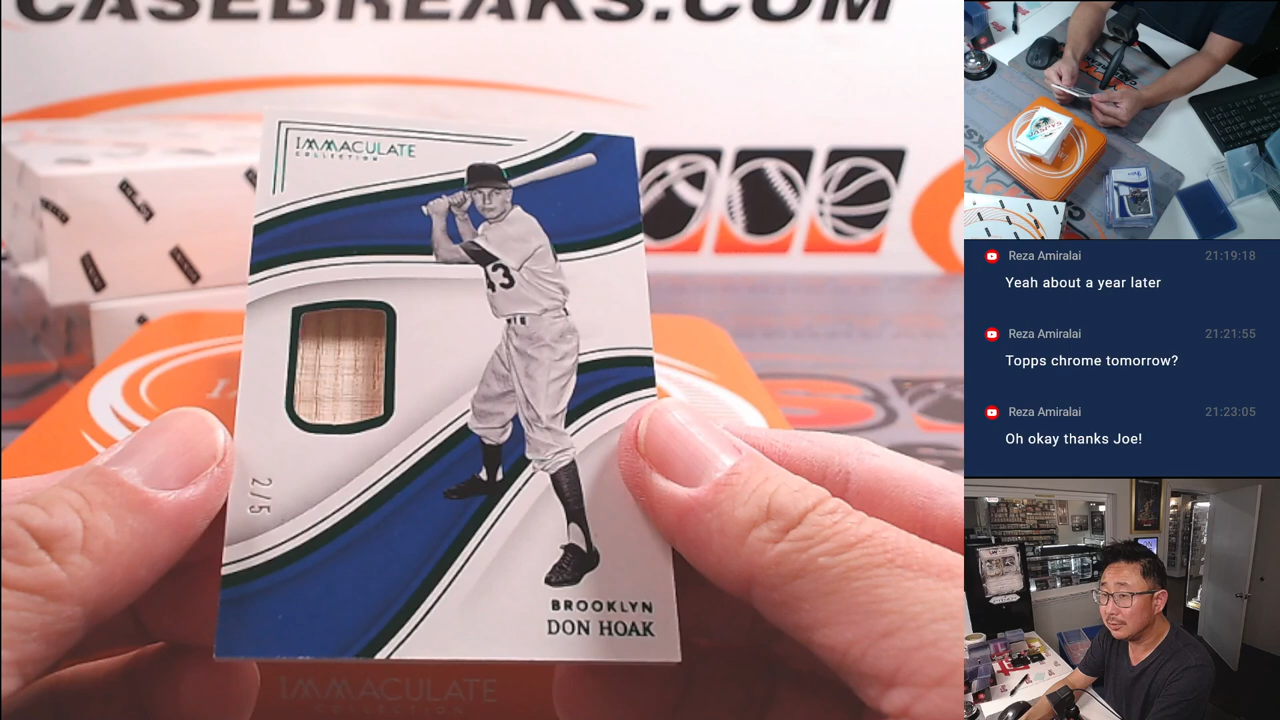 CASEBREAKS.COM
IMMACULATE
COLLECTION
43
2/5
BROOKLYN
DON HOAK
IMMACULATE
COLLECTION
Reza Amiralai 21:19:18
Yeah about a year later
Reza Amiralai 21:21:55
Topps chrome tomorrow?
Reza Amiralai 21:23:05
Oh okay thanks Joe!